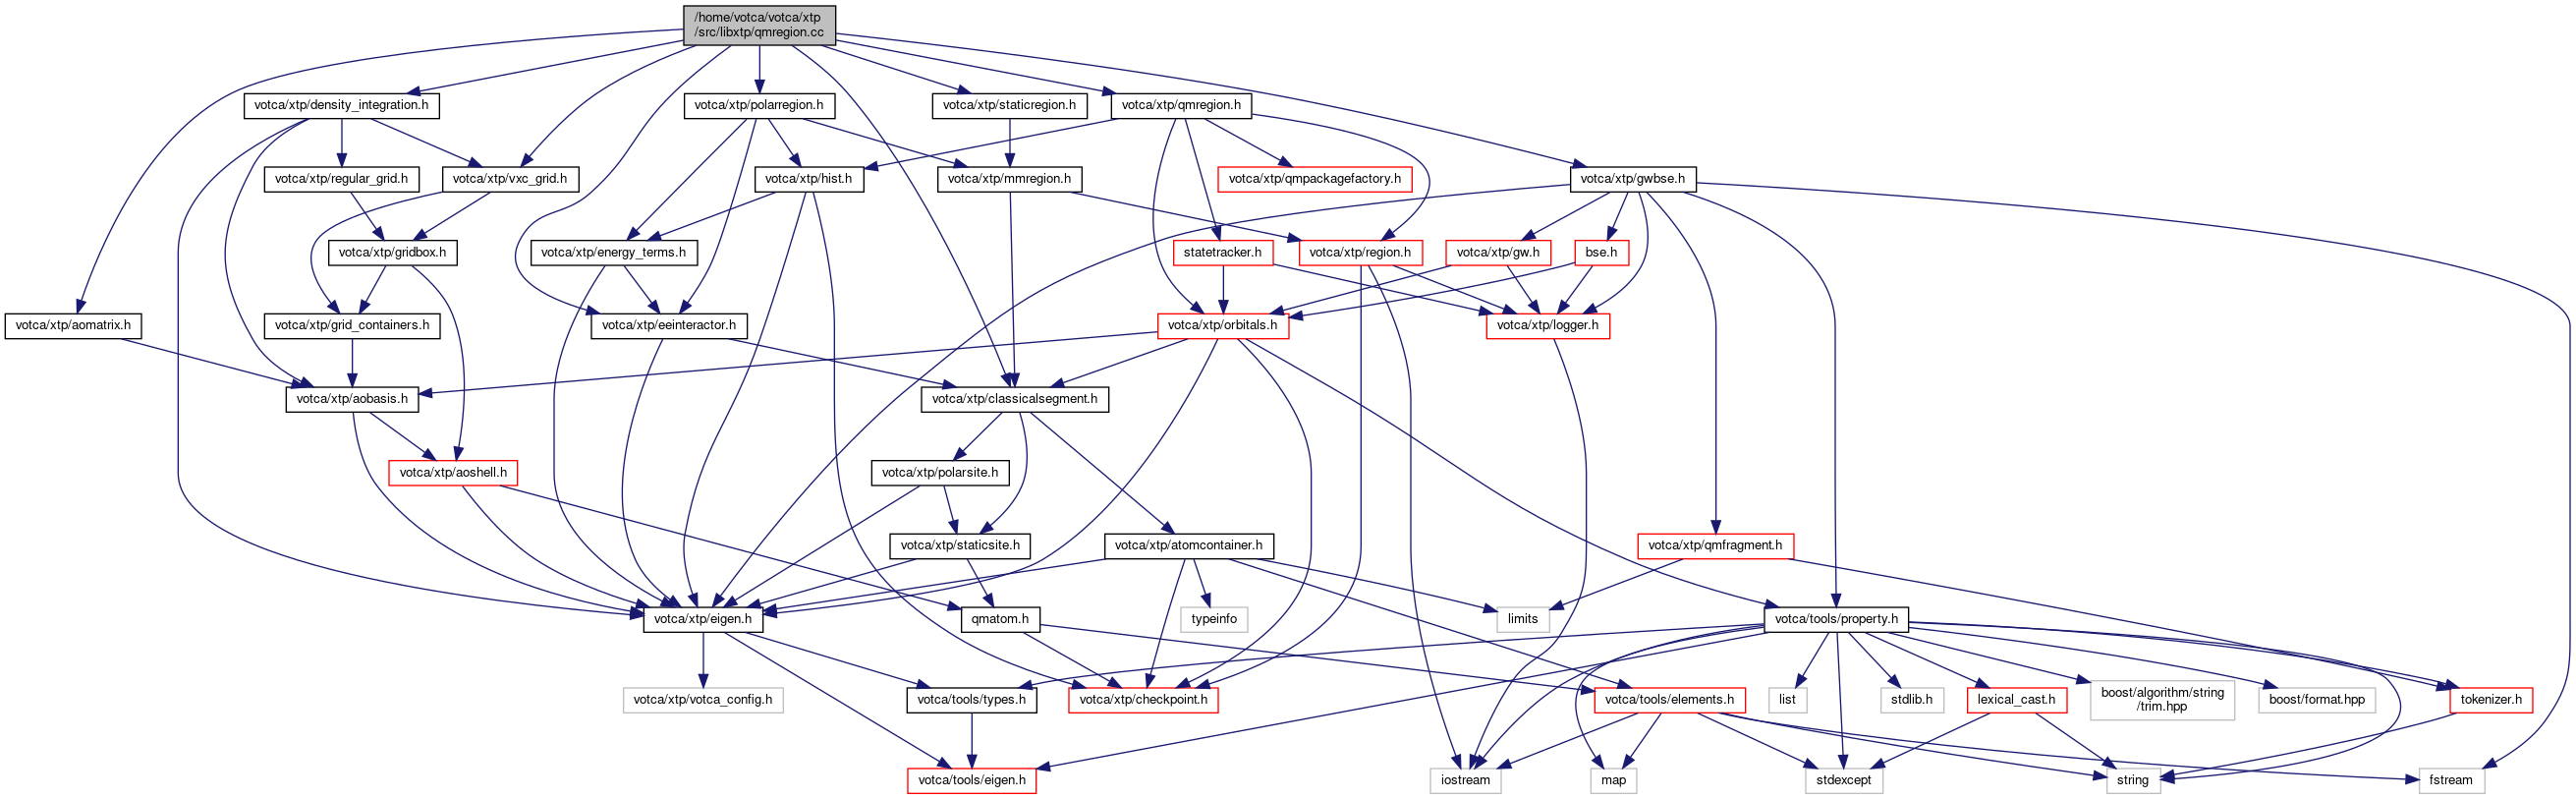 /home/votca/votca/xtp
/src/libxtp/qmregion.cc
votca/xtp/density_integration.h
votca/xtp/polarregion.h
votca/xtp/staticregion.h
votca/xtp/qmregion.h
votca/xtp/regular_grid.h
votca/xtp/vxc_grid.h
votca/xtp/hist.h
votca/xtp/mmregion.h
votca/xtp/qmpackagefactory.h
votca/xtp/gwbse.h
votca/xtp/gridbox.h
votca/xtp/energy_terms.h
statetracker.h
votca/xtp/region.h
votca/xtp/gw.h
bse.h
votca/xtp/aomatrix.h
votca/xtp/grid_containers.h
votca/xtp/eeinteractor.h
votca/xtp/orbitals.h
votca/xtp/logger.h
votca/xtp/aobasis.h
votca/xtp/classicalsegment.h
votca/xtp/aoshell.h
votca/xtp/polarsite.h
votca/xtp/staticsite.h
votca/xtp/atomcontainer.h
votca/xtp/qmfragment.h
votca/xtp/eigen.h
qmatom.h
typeinfo
limits
votca/tools/property.h
votca/xtp/votca_config.h
votca/tools/types.h
votca/xtp/checkpoint.h
votca/tools/elements.h
list
stdlib.h
lexical_cast.h
boost/algorithm/string
/trim.hpp
boost/format.hpp
tokenizer.h
votca/tools/eigen.h
iostream
map
stdexcept
string
fstream